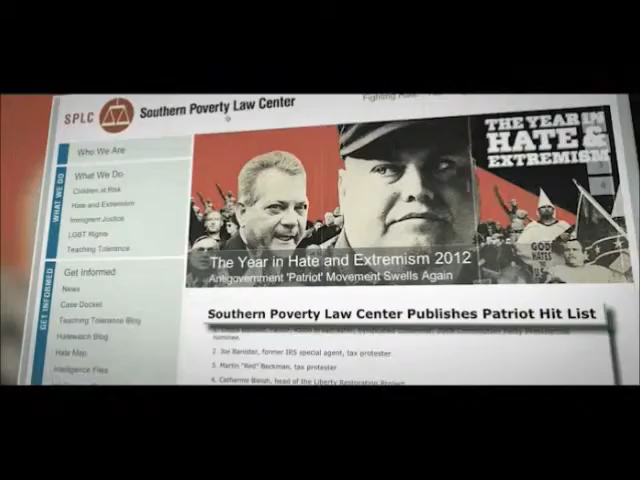 SPLC
Southern Poverty Law Center
Fighting Hate
THE YEAR IN
HATE &
EXTREMISM
WHAT WE DO
Who We Are
What We Do
Children at Risk
Hate and Extremism
Immigrant Justice
LGBT Rights
Teaching Tolerance
GET INFORMED
Get Informed
News
Case Docket
Teaching Tolerance Blog
Hatewatch Blog
Hate Map
Intelligence Files
GOD
HATES
The Year in Hate and Extremism 2012
Antigovernment 'Patriot' Movement Swells Again
Southern Poverty Law Center Publishes Patriot Hit List
nominee.
2. Joe Banister, former IRS special agent, tax protester
3. Martin "Red" Beckman, tax protester
4. Catherine Bleish, head of the Liberty Restoration Project